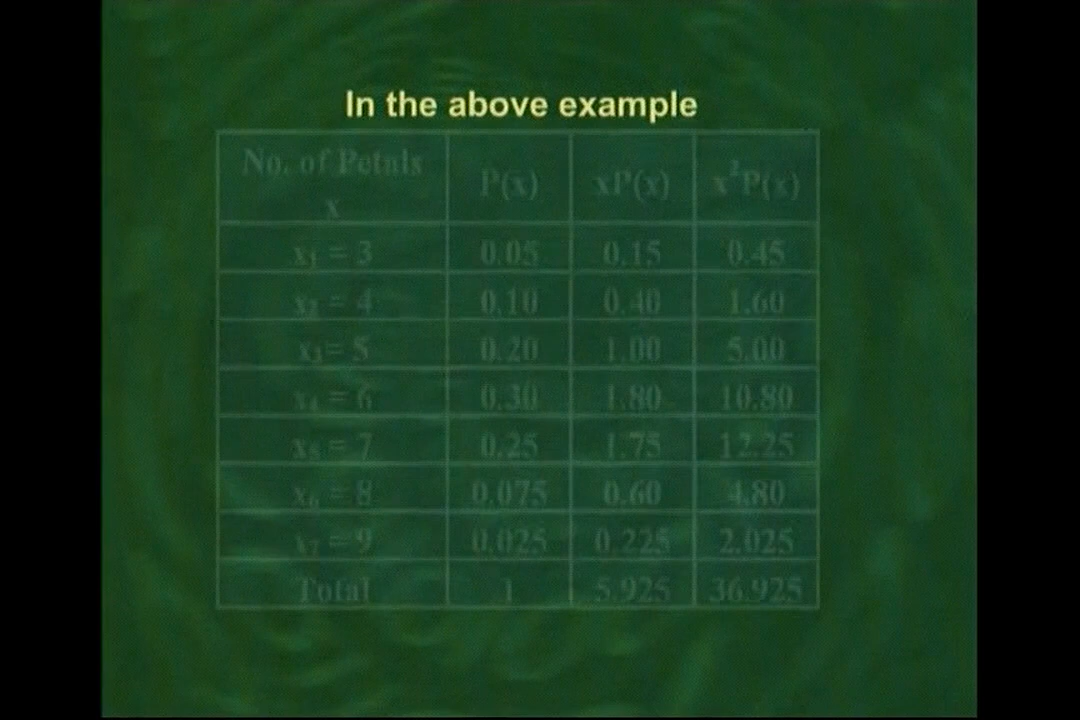 In the above example
No. of Petals x P(x) xP(x) x²P(x)
x₁ = 3 0.05 0.15 0.45
x₂ = 4 0.10 0.40 1.60
x₃= 5 0.20 1.00 5.00
x₄ = 6 0.30 1.80 10.80
x₅ = 7 0.25 1.75 12.25
x₆ = 8 0.075 0.60 4.80
x₇ = 9 0.025 0.225 2.025
Total 1 5.925 36.925